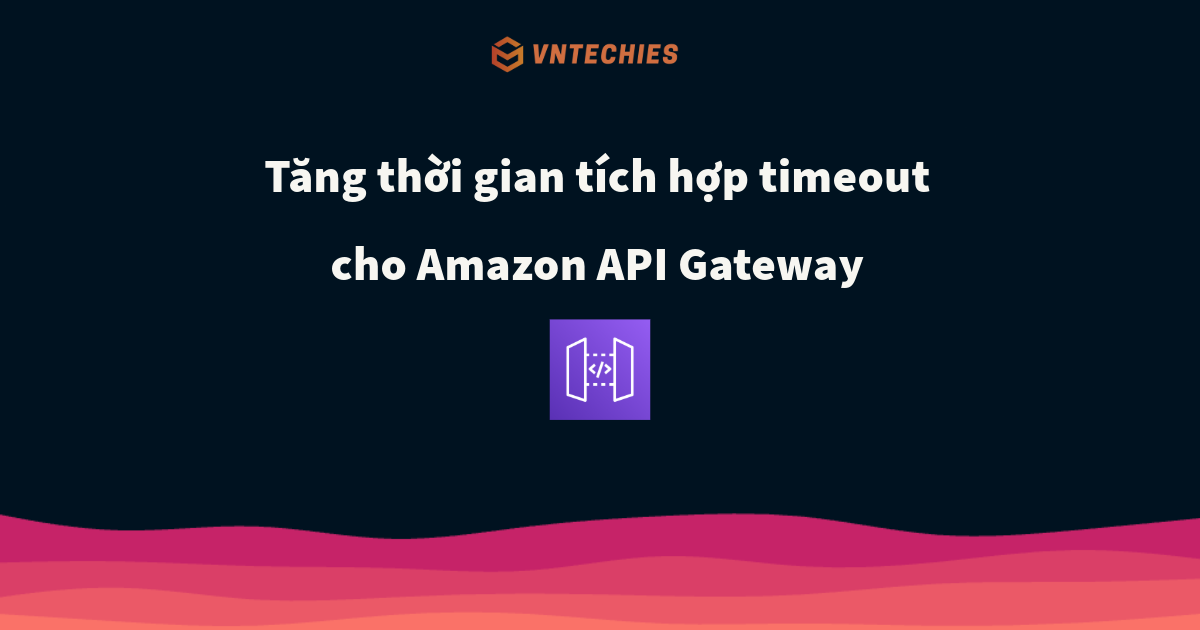 VNTECHIES
Tăng thời gian tích hợp timeout
cho Amazon API Gateway
</>